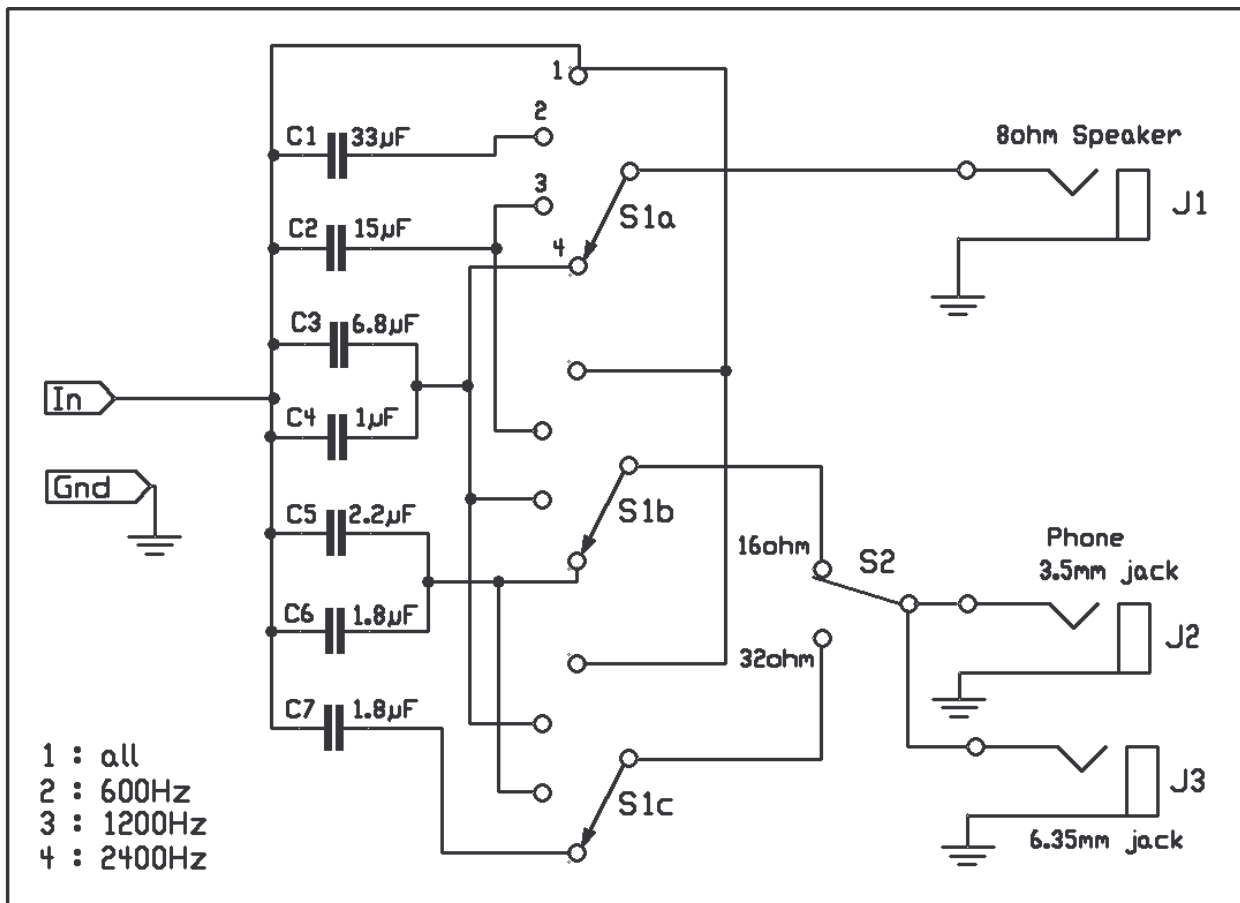 1
2
C1 33µF
8ohm Speaker
3
J1
S1a
C2 15µF
4
C3 6.8µF
In
C4 1µF
Gnd
C5 2.2µF
S1b
16ohm
S2
Phone
3.5mm jack
C6 1.8µF
J2
32ohm
C7 1.8µF
J3
S1c
6.35mm jack
1 : all
2 : 600Hz
3 : 1200Hz
4 : 2400Hz